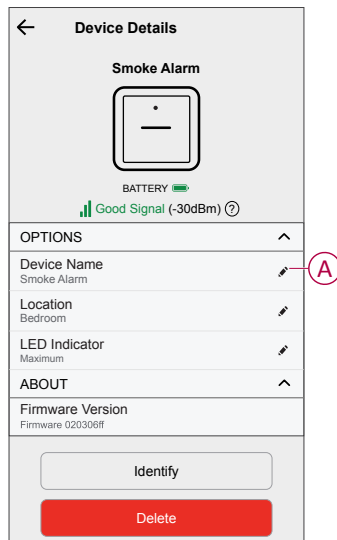 Device Details
Smoke Alarm
BATTERY
Good Signal (-30dBm) ?
OPTIONS
Device Name
Smoke Alarm
A
Location
Bedroom
LED Indicator
Maximum
ABOUT
Firmware Version
Firmware 020306ff
Identify
Delete